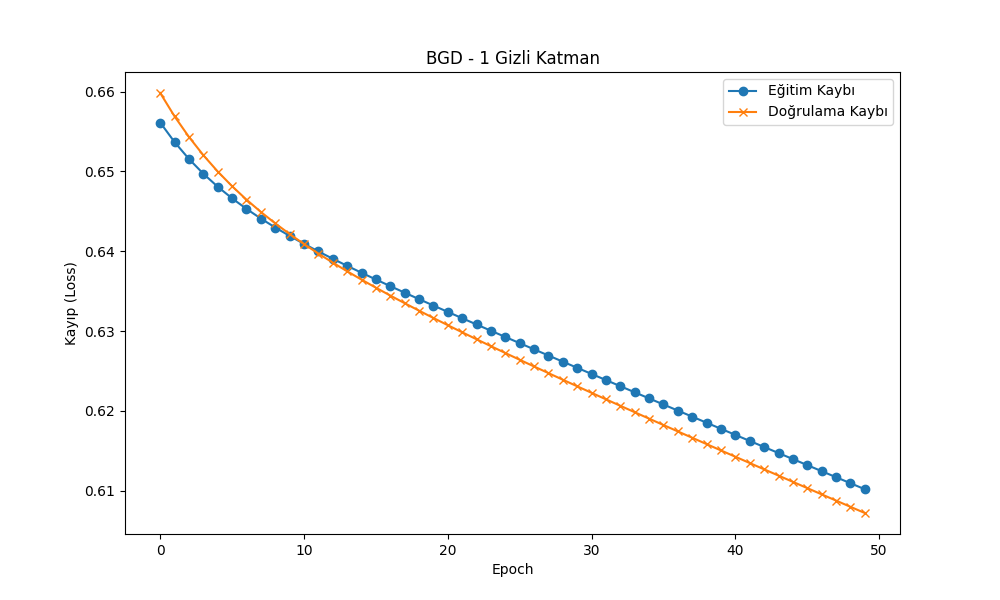 BGD - 1 Gizli Katman
Eğitim Kaybı
Doğrulama Kaybı
Kayıp (Loss)
0.66
0.65
0.64
0.63
0.62
0.61
0 10 20 30 40 50
Epoch